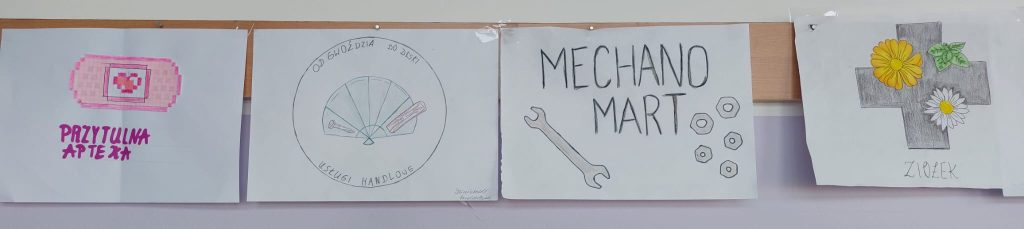 PRZYTULNA
APTEKA
OD GWOŹDZIA DO DESKI
USŁUGI HANDLOWE
MECHANO
MART
ZIOŁEK